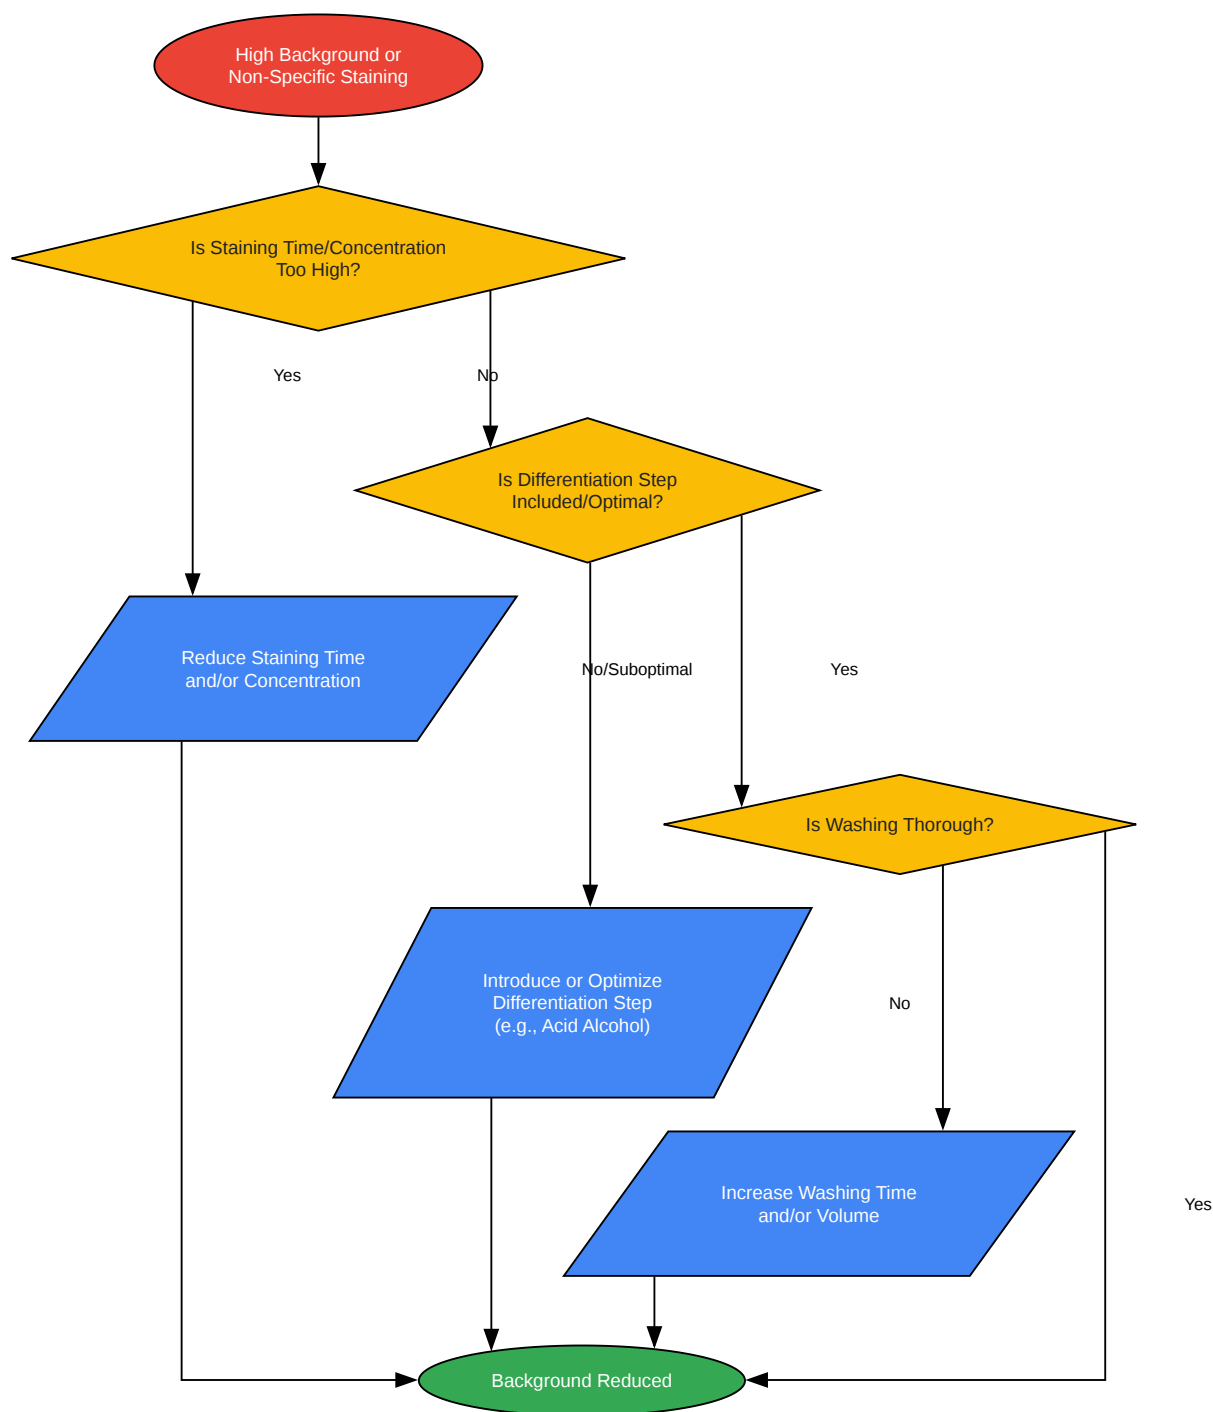 High Background or
Non-Specific Staining
Is Staining Time/Concentration
Too High?
Yes
No
Is Differentiation Step
Included/Optimal?
Reduce Staining Time
and/or Concentration
No/Suboptimal
Yes
Is Washing Thorough?
Introduce or Optimize
Differentiation Step
(e.g., Acid Alcohol)
No
Increase Washing Time
and/or Volume
Yes
Background Reduced